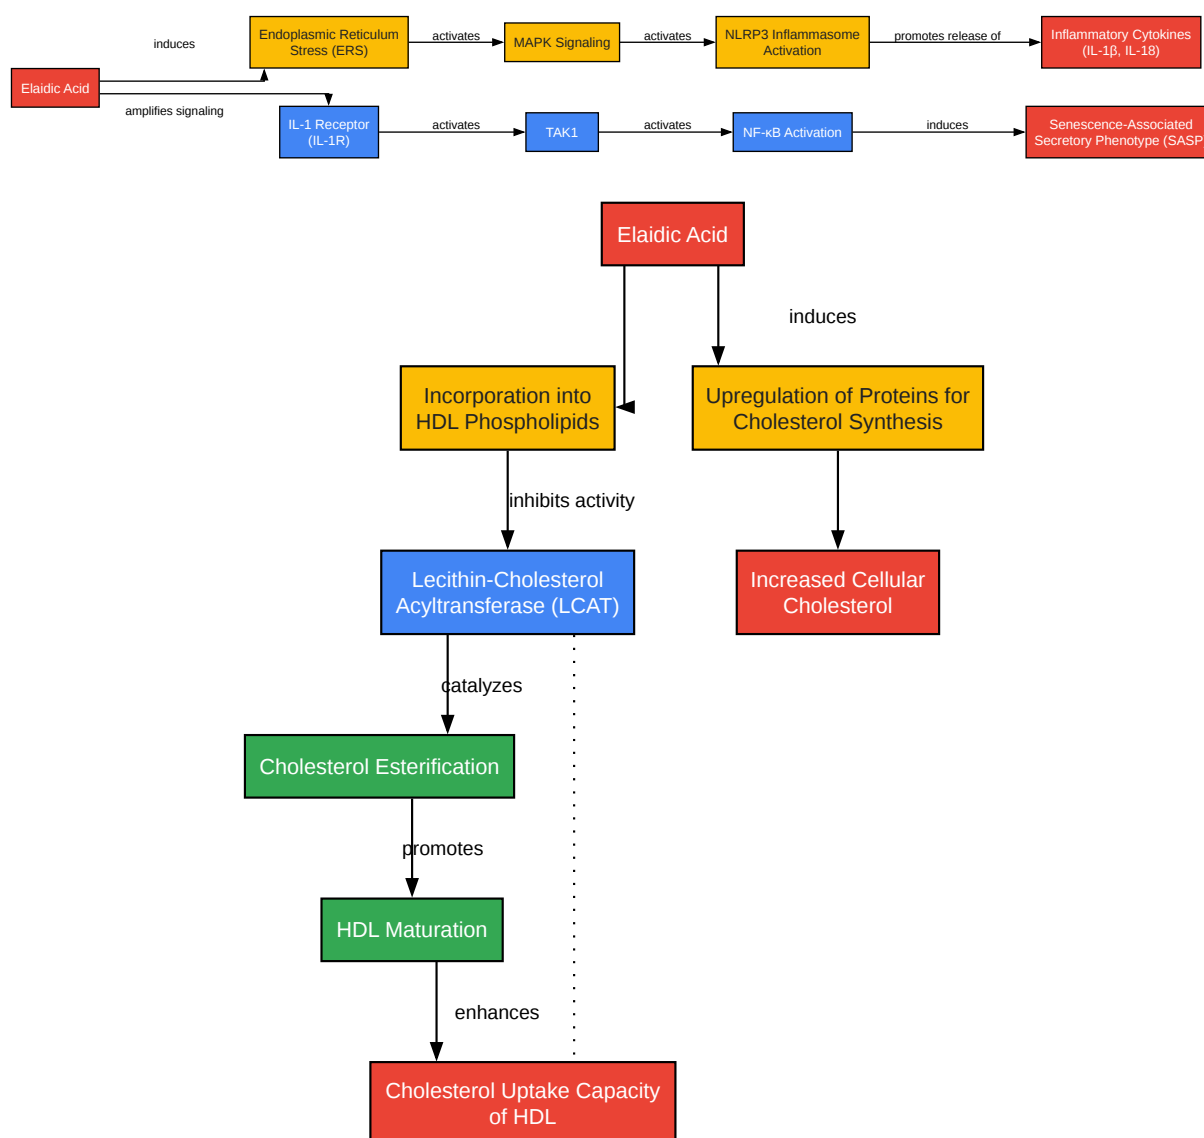 induces
Endoplasmic Reticulum
Stress (ERS)
activates
MAPK Signaling
activates
NLRP3 Inflammasome
Activation
promotes release of
Inflammatory Cytokines
(IL-1β, IL-18)
Elaidic Acid
amplifies signaling
IL-1 Receptor
(IL-1R)
activates
TAK1
activates
NF-κB Activation
induces
Senescence-Associated
Secretory Phenotype (SASP
Elaidic Acid
induces
Incorporation into
HDL Phospholipids
Upregulation of Proteins for
Cholesterol Synthesis
inhibits activity
Lecithin-Cholesterol
Acyltransferase (LCAT)
Increased Cellular
Cholesterol
catalyzes
Cholesterol Esterification
promotes
HDL Maturation
enhances
Cholesterol Uptake Capacity
of HDL